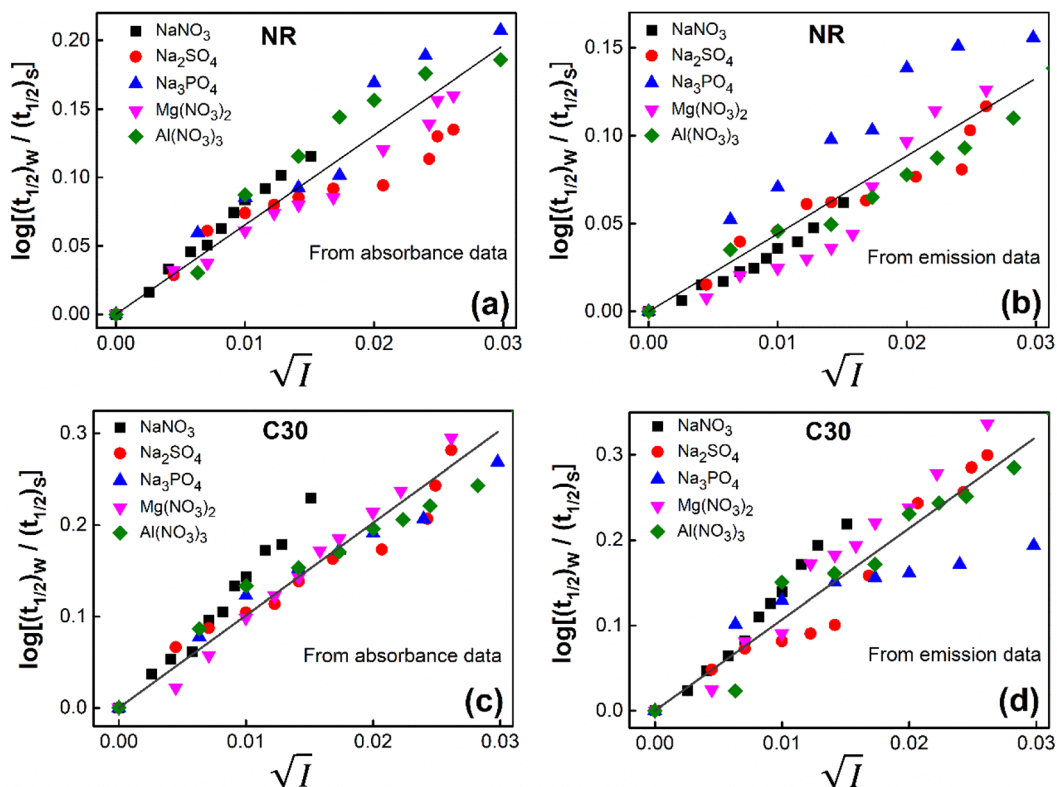 NR
NaNO₃
Na₂SO₄
Na₃PO₄
Mg(NO₃)₂
Al(NO₃)₃
From absorbance data
(a)
log[(t₁/₂)w / (t₁/₂)s]
0.20
0.15
0.10
0.05
0.00
0.00 0.01 0.02 0.03
√I
NR
NaNO₃
Na₂SO₄
Na₃PO₄
Mg(NO₃)₂
Al(NO₃)₃
From emission data
(b)
log[(t₁/₂)w / (t₁/₂)s]
0.15
0.10
0.05
0.00
0.00 0.01 0.02 0.03
√I
C30
NaNO₃
Na₂SO₄
Na₃PO₄
Mg(NO₃)₂
Al(NO₃)₃
From absorbance data
(c)
log[(t₁/₂)w / (t₁/₂)s]
0.3
0.2
0.1
0.0
0.00 0.01 0.02 0.03
√I
C30
NaNO₃
Na₂SO₄
Na₃PO₄
Mg(NO₃)₂
Al(NO₃)₃
From emission data
(d)
log[(t₁/₂)w / (t₁/₂)s]
0.3
0.2
0.1
0.0
0.00 0.01 0.02 0.03
√I